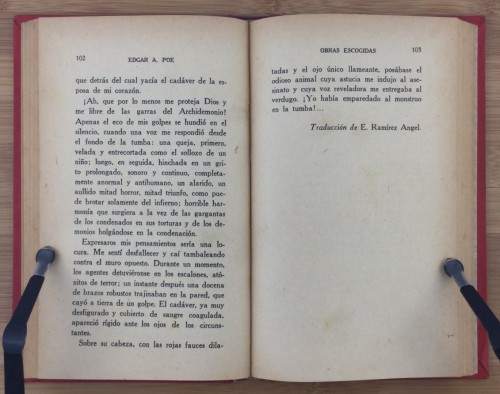 102
EDGAR A. POE
que detrás del cual yacía el cadáver de la es-
posa de mi corazón.
¡Ah, que por lo menos me proteja Dios y
me libre de las garras del Archidemonio!
Apenas el eco de mis golpes se hundió en el
silencio, cuando una voz me respondió desde
el fondo de la tumba: una queja, primero,
velada y entrecortada como el sollozo de un
niño; luego, en seguida, hinchada en un gri-
to prolongado, sonoro y continuo, completa-
mente anormal y antihumano, un alarido, un
aullido mitad horror, mitad triunfo, como pue-
de brotar solamente del infierno; horrible har-
monía que surgiera a la vez de las gargantas
de los condenados en sus torturas y de los de-
monios holgándose en la condenación.
Expresaros mis pensamientos sería una lo-
cura. Me sentí desfallecer y caí tambaleando
contra el muro opuesto. Durante un momento,
los agentes detuviéronse en los escalones, ató-
nitos de terror; un instante después una docena
de brazos robustos trajinaban en la pared, que
cayó a tierra de un golpe. El cadáver, ya muy
desfigurado y cubierto de sangre coagulada,
apareció rígido ante los ojos de los circuns-
tantes.
Sobre su cabeza, con las rojas fauces dila-
OBRAS ESCOGIDAS
103
tadas y el ojo único llameante, posábase el
odioso animal cuya astucia me indujo al ase-
sinato y cuya voz reveladora me entregaba al
verdugo. ¡Yo había emparedado al monstruo
en la tumba!...
Traducción de E. Ramírez Angel.